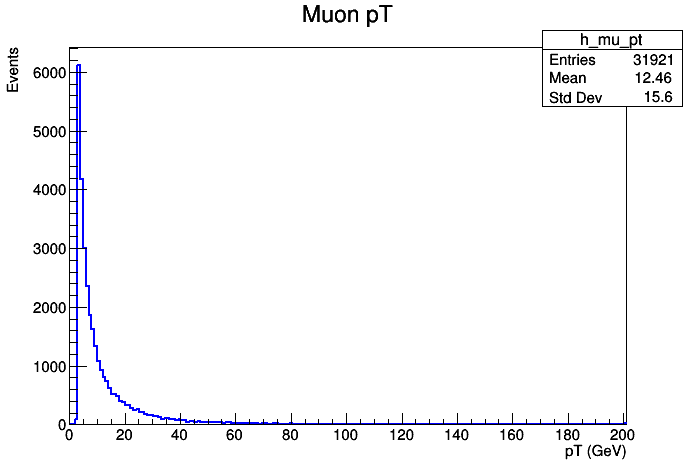 Muon pT
h_mu_pt
Entries 31921
Mean 12.46
Std Dev 15.6
Events
6000
5000
4000
3000
2000
1000
0
0 20 40 60 80 100 120 140 160 180 200
pT (GeV)